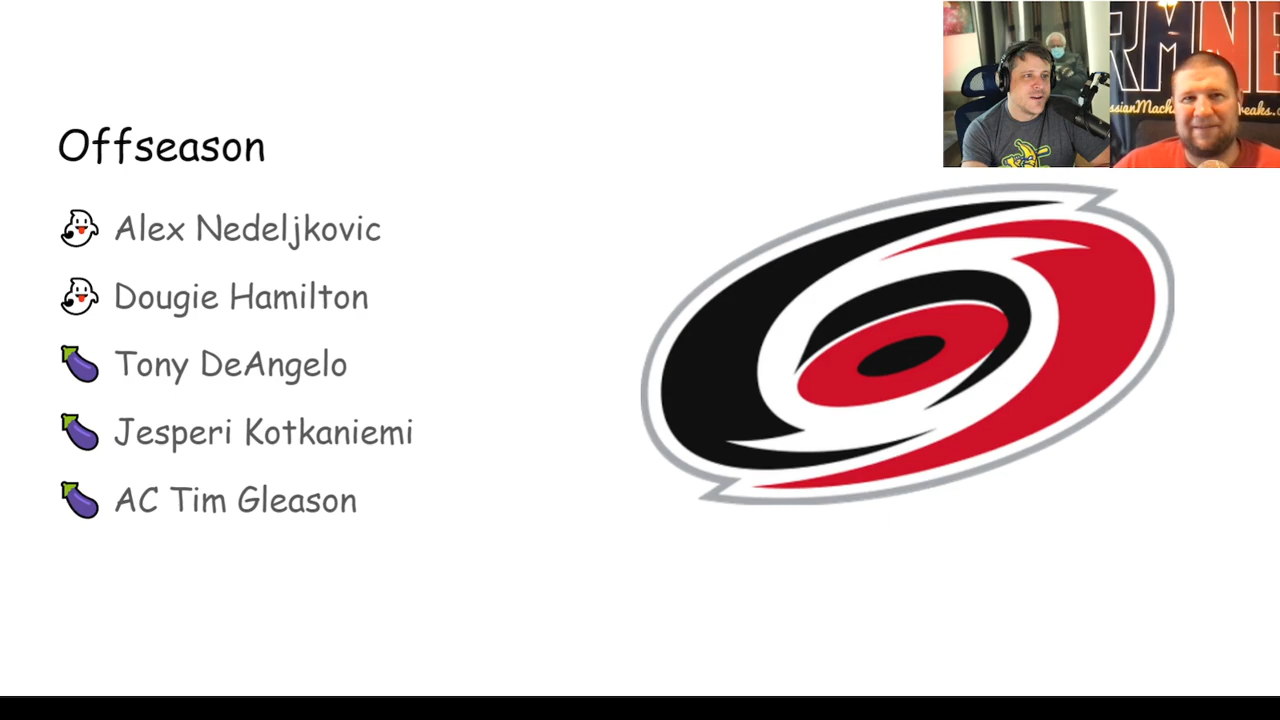 Offseason
Alex Nedeljkovic
Dougie Hamilton
Tony DeAngelo
Jesperi Kotkaniemi
AC Tim Gleason